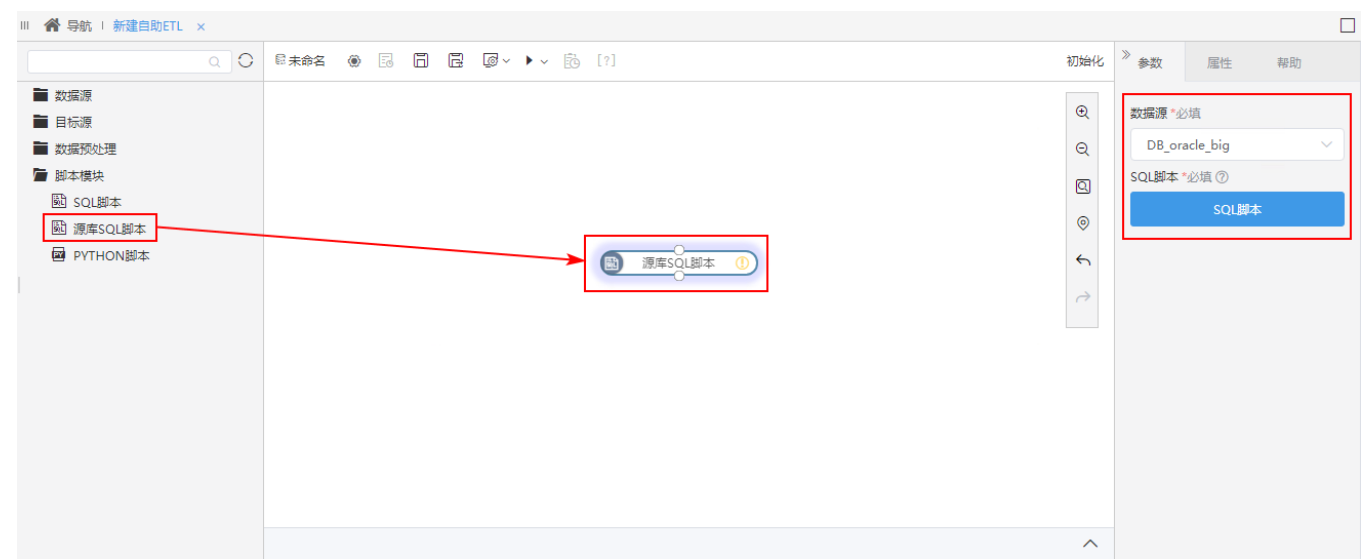 导航 新建自助ETL ×
未命名 [?] 初始化
参数 属性 帮助
数据源
目标源
数据预处理
脚本模块
SQL脚本
源库SQL脚本
PY PYTHON脚本
源库SQL脚本
数据源 *必填
DB_oracle_big
SQL脚本 *必填 ?
SQL脚本